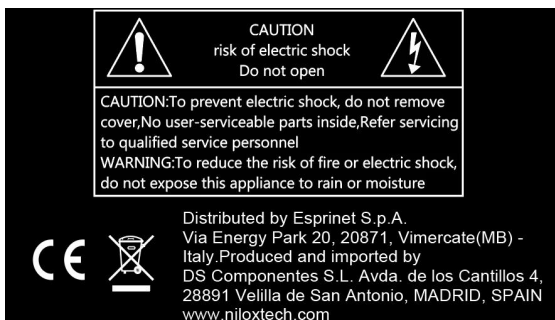 CAUTION
risk of electric shock
Do not open
CAUTION:To prevent electric shock, do not remove
cover,No user-serviceable parts inside,Refer servicing
to qualified service personnel
WARNING:To reduce the risk of fire or electric shock,
do not expose this appliance to rain or moisture
Distributed by Esprinet S.p.A.
Via Energy Park 20, 20871, Vimercate(MB) -
Italy.Produced and imported by
DS Componentes S.L. Avda. de los Cantillos 4,
28891 Velilla de San Antonio, MADRID, SPAIN
www.niloxtech.com
CE